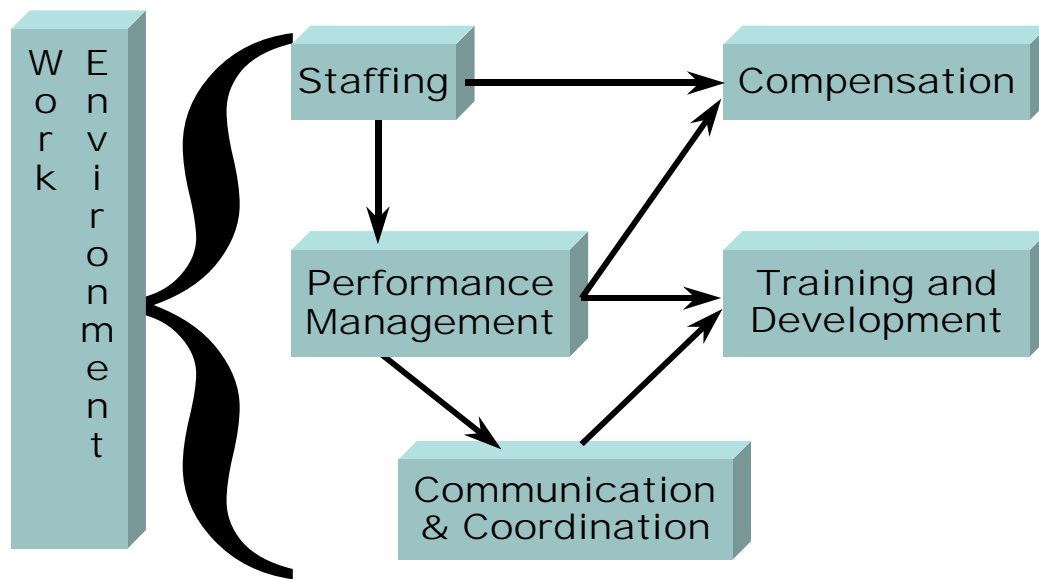 Work
Environment
Staffing
Compensation
Performance
Management
Training and
Development
Communication
& Coordination